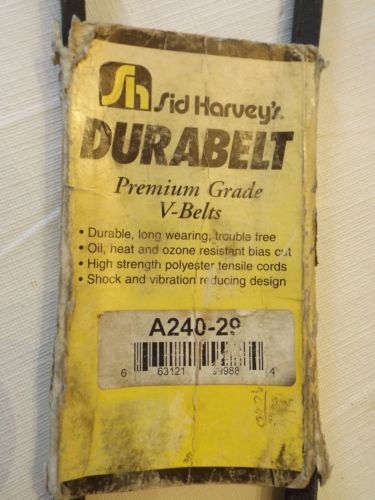 Sh Sid Harvey's.
DURABELT
Premium Grade
V-Belts
• Durable, long wearing, trouble free
• Oil, heat and ozone resistant bias cut
• High strength polyester tensile cords
• Shock and vibration reducing design
A240-29
6 63121 99988 4